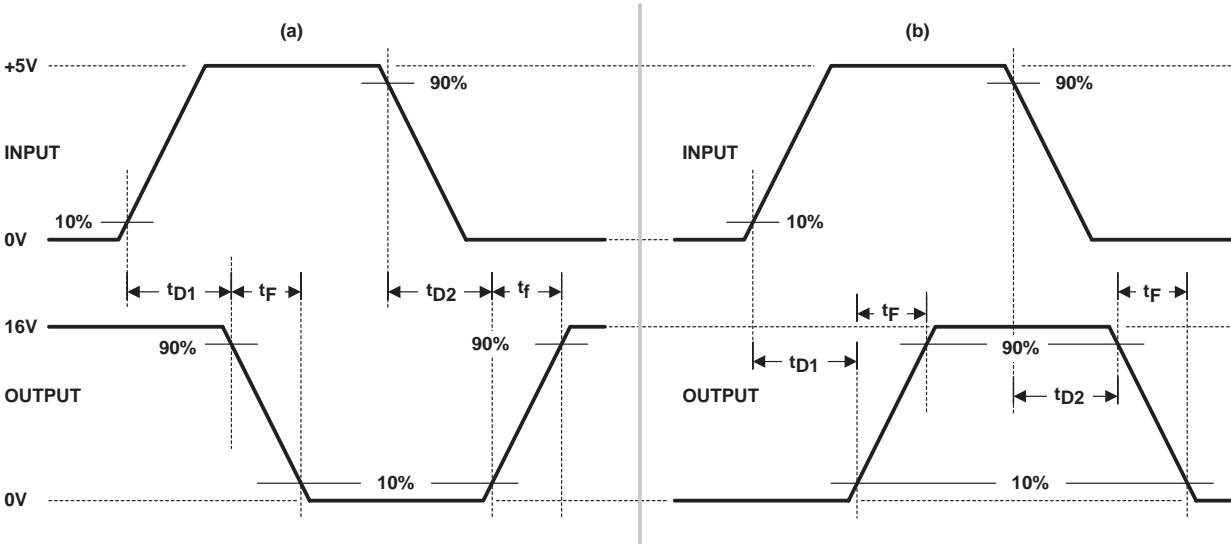 (a)
+5V
90%
INPUT
10%
0V
tD1
tF
tD2
tf
16V
90%
90%
OUTPUT
10%
0V
(b)
90%
INPUT
10%
tF
tF
90%
tD1
tD2
OUTPUT
10%